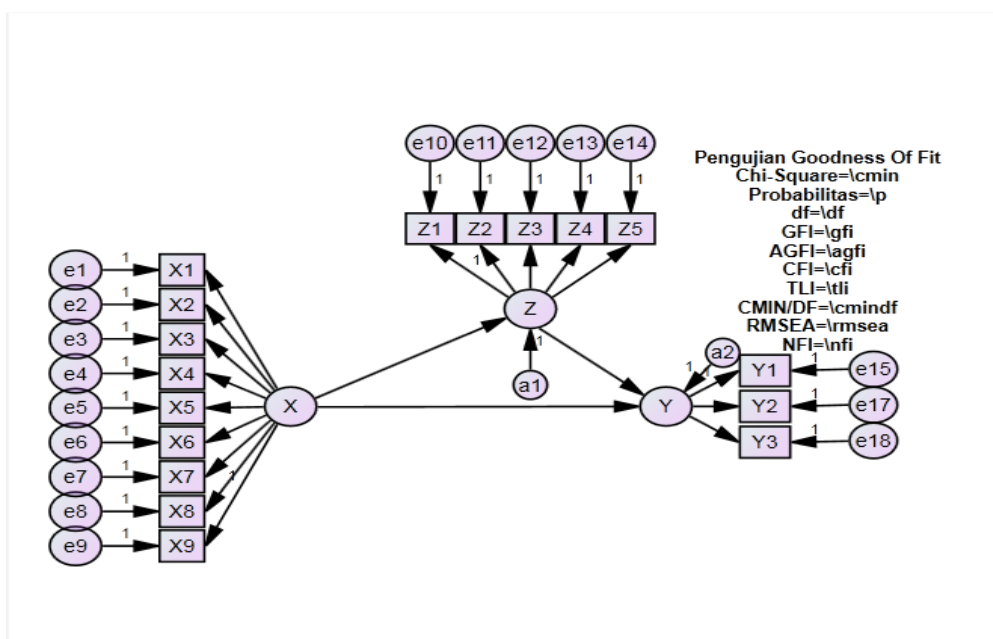 e10 e11 e12 e13 e14
1 1 1 1 1
Z1 Z2 Z3 Z4 Z5
1
Z
1
a1
Pengujian Goodness Of Fit
Chi-Square=\cmin
Probabilitas=\p
df=\df
GFI=\gfi
AGFI=\agfi
CFI=\cfi
TLI=\tli
CMIN/DF=\cmindf
RMSEA=\rmsea
NFI=\nfi
e1 1 X1
e2 1 X2
e3 1 X3
e4 1 X4
e5 1 X5
e6 1 X6
e7 1 X7
e8 1 X8
e9 1 X9
1
X
Y
a2
1 1
Y1 1 e15
Y2 1 e17
Y3 1 e18